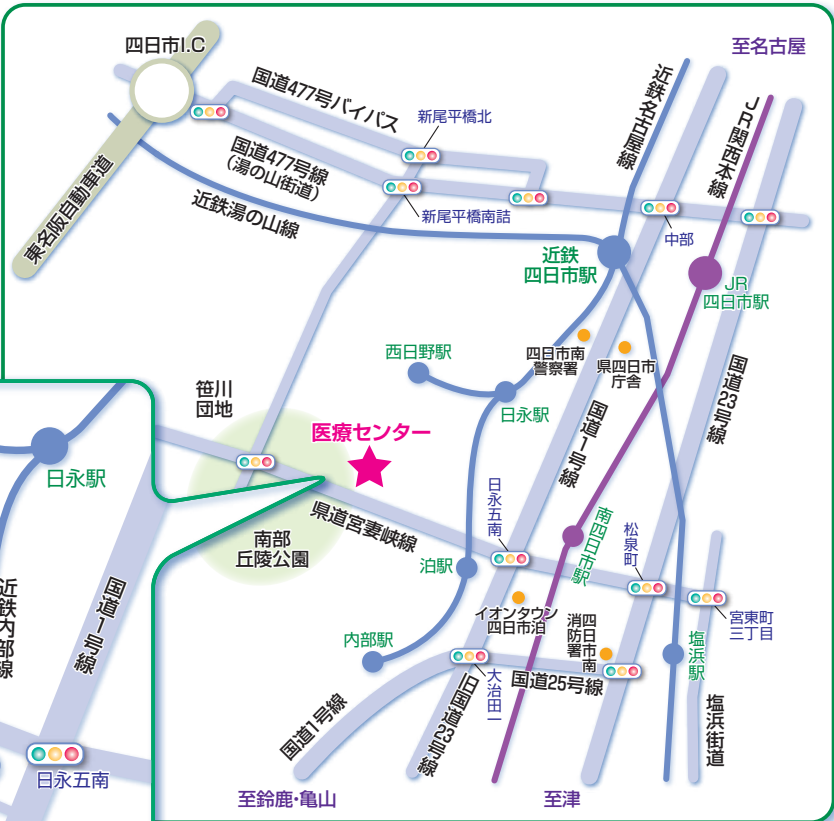 四日市I.C
至名古屋
国道477号バイパス
新尾平橋北
近鉄名古屋線
JR関西本線
国道477号線
(湯の山街道)
東名阪自動車道
近鉄湯の山線
新尾平橋南詰
中部
近鉄
四日市駅
JR
四日市駅
西日野駅
四日市南
警察署
県四日市
庁舎
国道23号線
笹川
団地
日永駅
国道1号線
医療センター
日永駅
日永五南
県道宮妻峡線
南部
丘陵公園
南四日市駅
松泉町
泊駅
近鉄内部線
国道1号線
イオンタウン
四日市泊
四日市南
消防署
宮東町
三丁目
内部駅
塩浜駅
大治田一
国道25号線
国道1号線
旧国道23号線
塩浜街道
日永五南
至鈴鹿・亀山
至津